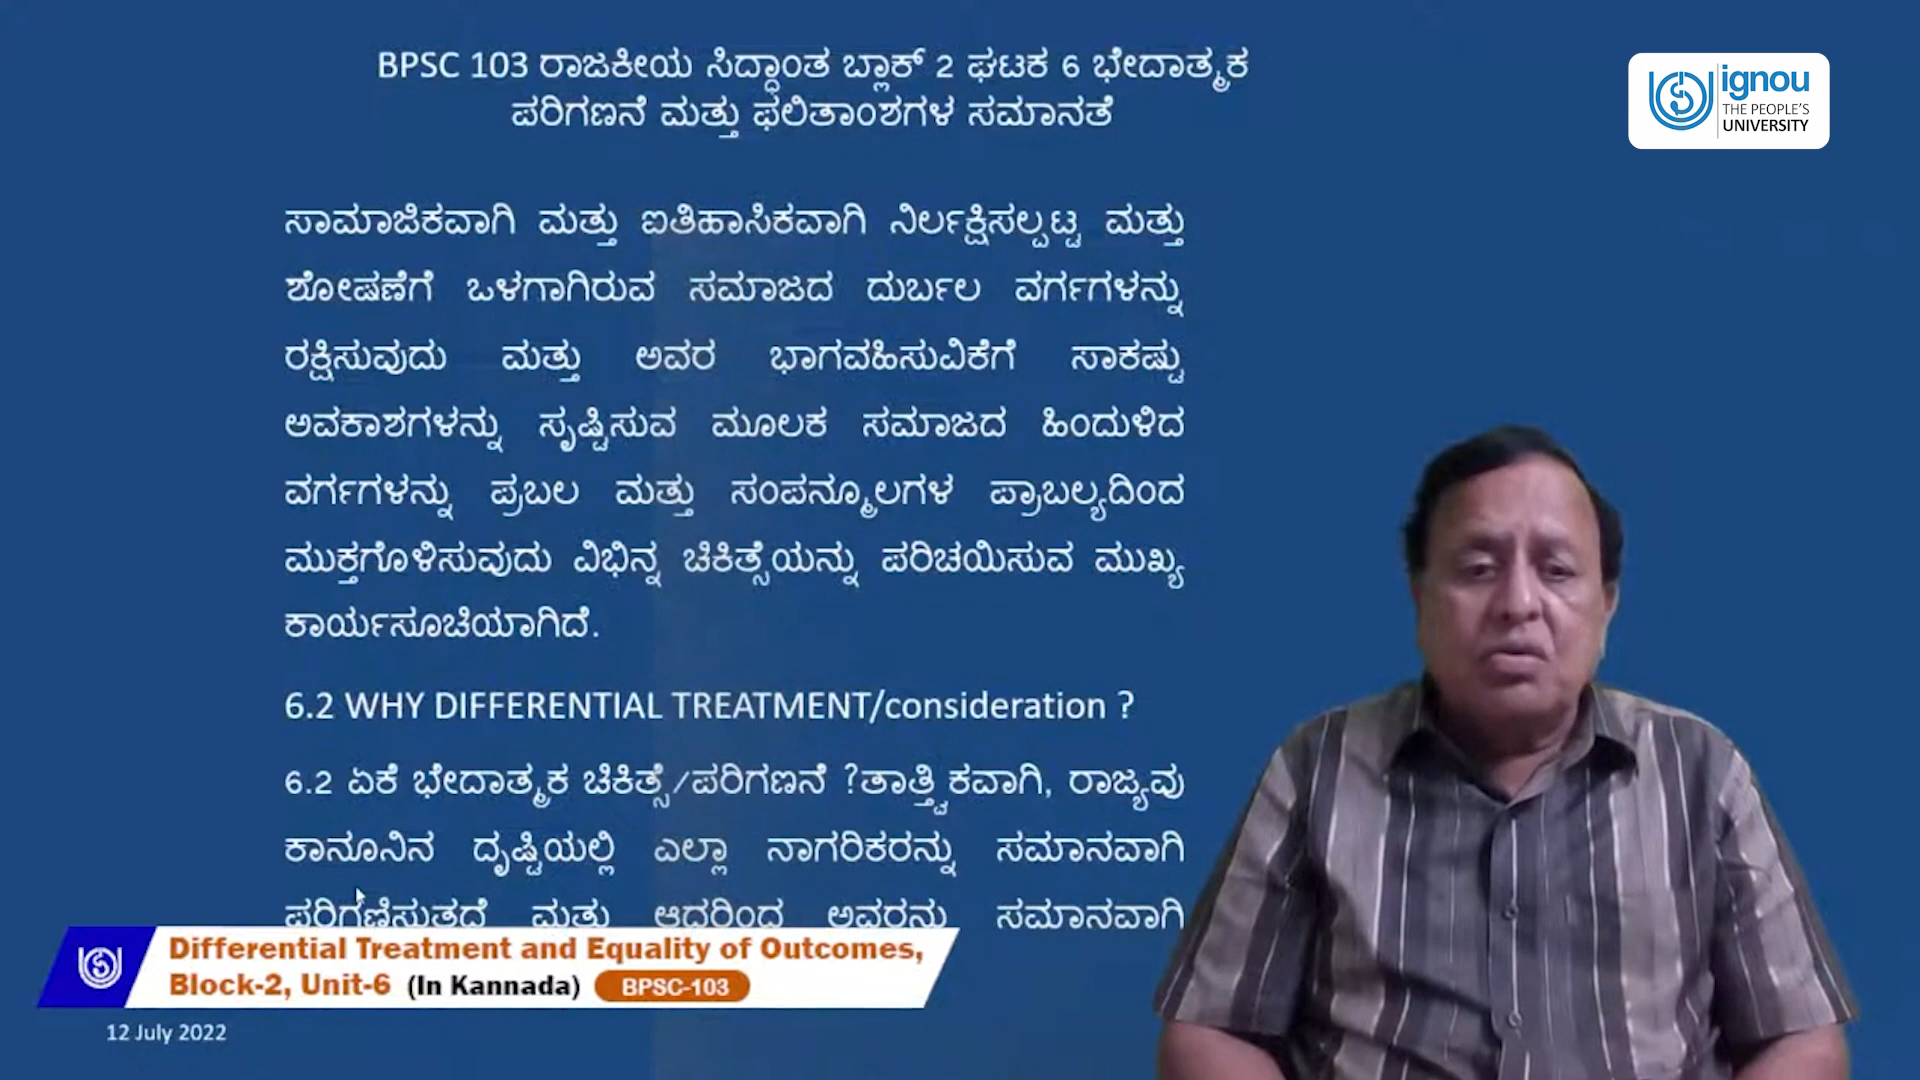 BPSC 103 ರಾಜಕೀಯ ಸಿದ್ಧಾಂತ ಬ್ಲಾಕ್ 2 ಘಟಕ 6 ಭೇದಾತ್ಮಕ
ಪರಿಗಣನೆ ಮತ್ತು ಫಲಿತಾಂಶಗಳ ಸಮಾನತೆ
ignou
THE PEOPLE'S
UNIVERSITY
ಸಾಮಾಜಿಕವಾಗಿ ಮತ್ತು ಐತಿಹಾಸಿಕವಾಗಿ ನಿರ್ಲಕ್ಷಿಸಲ್ಪಟ್ಟ ಮತ್ತು
ಶೋಷಣೆಗೆ ಒಳಗಾಗಿರುವ ಸಮಾಜದ ದುರ್ಬಲ ವರ್ಗಗಳನ್ನು
ರಕ್ಷಿಸುವುದು ಮತ್ತು ಅವರ ಭಾಗವಹಿಸುವಿಕೆಗೆ ಸಾಕಷ್ಟು
ಅವಕಾಶಗಳನ್ನು ಸೃಷ್ಟಿಸುವ ಮೂಲಕ ಸಮಾಜದ ಹಿಂದುಳಿದ
ವರ್ಗಗಳನ್ನು ಪ್ರಬಲ ಮತ್ತು ಸಂಪನ್ಮೂಲಗಳ ಪ್ರಾಬಲ್ಯದಿಂದ
ಮುಕ್ತಗೊಳಿಸುವುದು ವಿಭಿನ್ನ ಚಿಕಿತ್ಸೆಯನ್ನು ಪರಿಚಯಿಸುವ ಮುಖ್ಯ
ಕಾರ್ಯಸೂಚಿಯಾಗಿದೆ.
6.2 WHY DIFFERENTIAL TREATMENT/consideration ?
6.2 ಏಕೆ ಭೇದಾತ್ಮಕ ಚಿಕಿತ್ಸೆ/ಪರಿಗಣನೆ ?ತಾತ್ತ್ವಿಕವಾಗಿ, ರಾಜ್ಯವು
ಕಾನೂನಿನ ದೃಷ್ಟಿಯಲ್ಲಿ ಎಲ್ಲಾ ನಾಗರಿಕರನ್ನು ಸಮಾನವಾಗಿ
ಪರಿಗಣಿಸುತ್ತದೆ ಮತ್ತು ಆದ್ದರಿಂದ ಅವರನ್ನು ಸಮಾನವಾಗಿ
Differential Treatment and Equality of Outcomes,
Block-2, Unit-6 (In Kannada) BPSC-103
12 July 2022